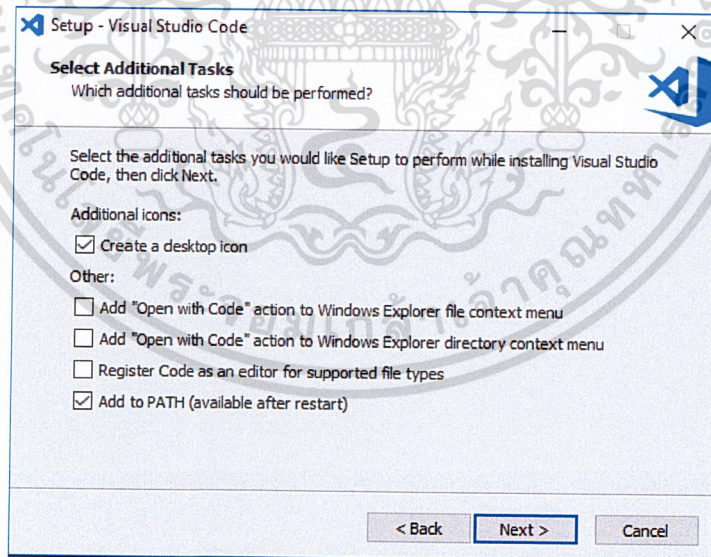 Setup - Visual Studio Code
Select Additional Tasks
Which additional tasks should be performed?
Select the additional tasks you would like Setup to perform while installing Visual Studio
Code, then click Next.
Additional icons:
Create a desktop icon
Other:
Add "Open with Code" action to Windows Explorer file context menu
Add "Open with Code" action to Windows Explorer directory context menu
Register Code as an editor for supported file types
Add to PATH (available after restart)
< Back
Next >
Cancel